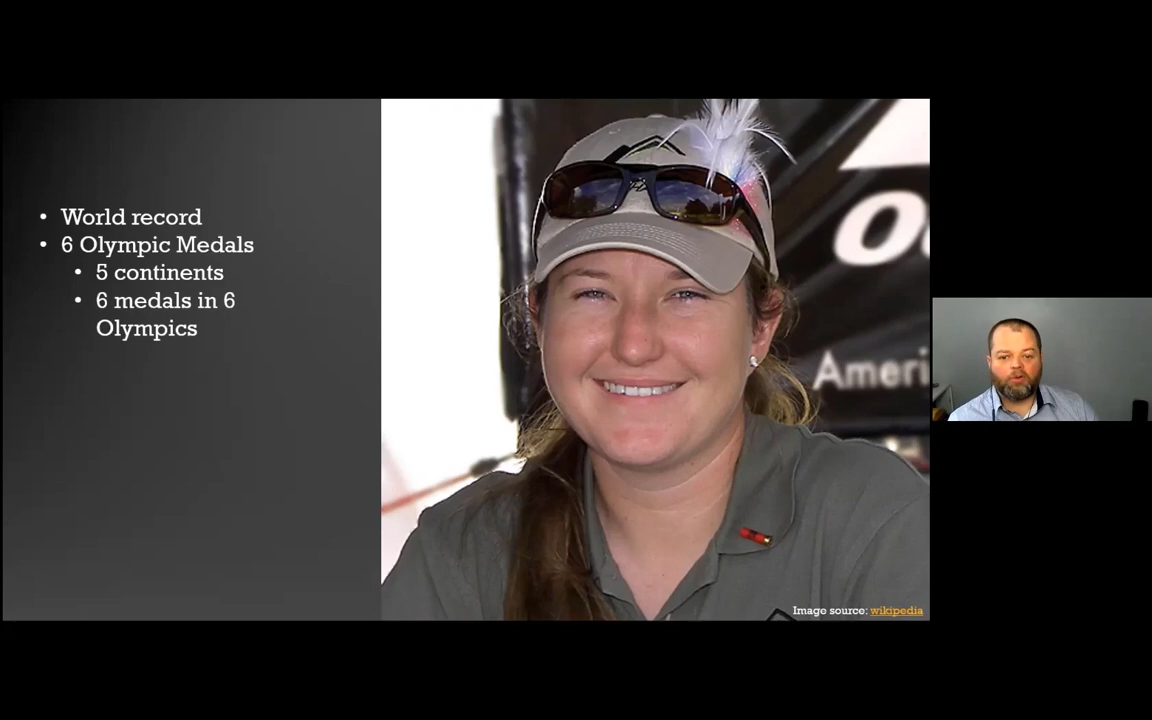 World record
6 Olympic Medals
5 continents
6 medals in 6
Olympics
Ameri
Image source: wikipedia